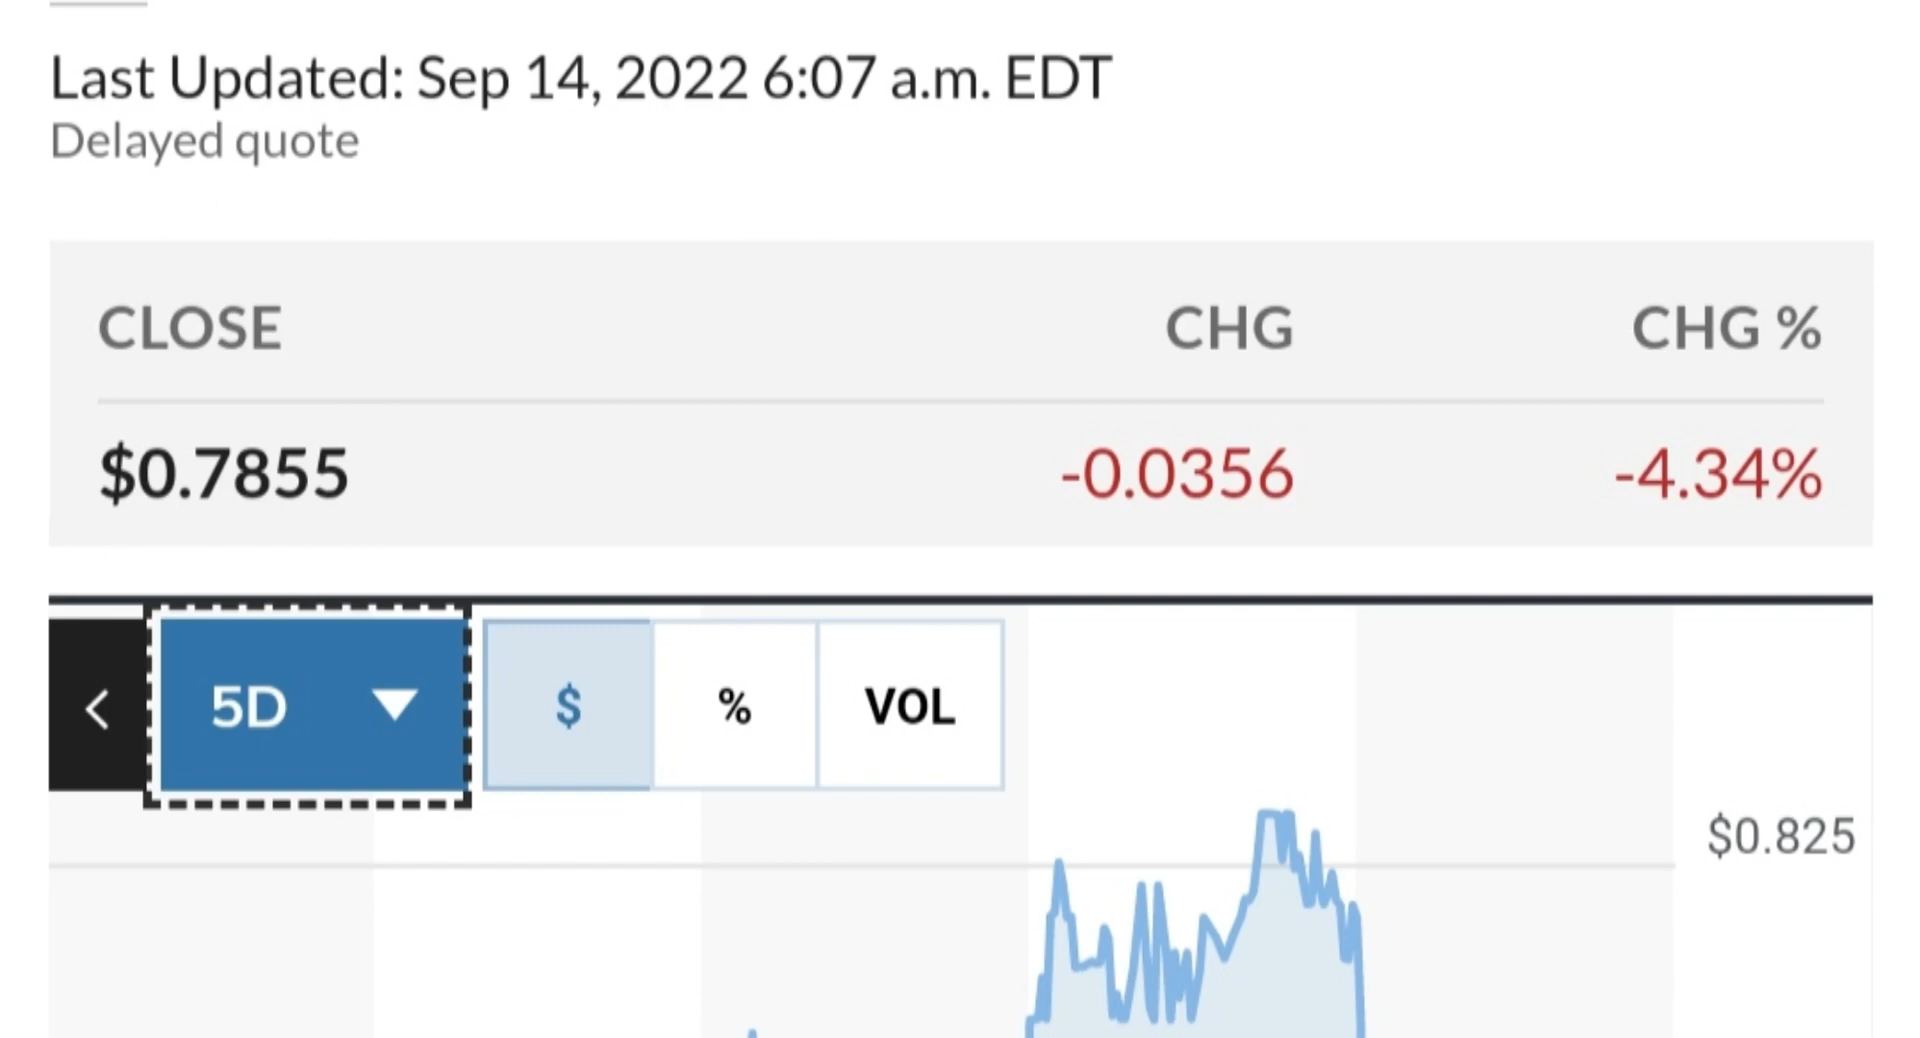 Last Updated: Sep 14, 2022 6:07 a.m. EDT
Delayed quote
CLOSE CHG CHG %
$0.7855 -0.0356 -4.34%
< 5D $ % VOL
$0.825